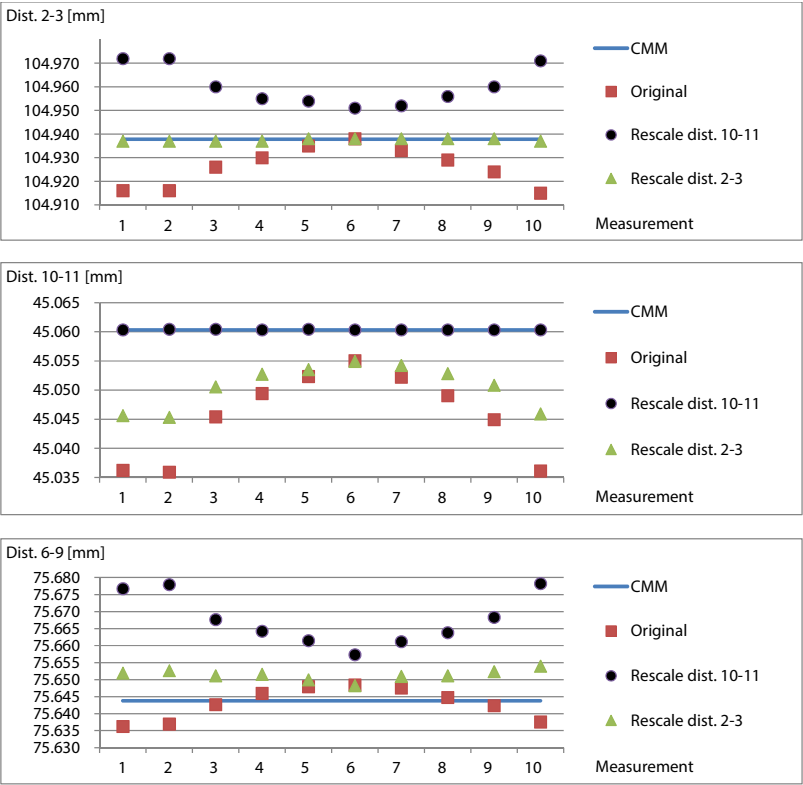 Dist. 2-3 [mm]
104.970
104.960
104.950
104.940
104.930
104.920
104.910
1 2 3 4 5 6 7 8 9 10
Measurement
CMM
Original
Rescale dist. 10-11
Rescale dist. 2-3
Dist. 10-11 [mm]
45.065
45.060
45.055
45.050
45.045
45.040
45.035
1 2 3 4 5 6 7 8 9 10
Measurement
CMM
Original
Rescale dist. 10-11
Rescale dist. 2-3
Dist. 6-9 [mm]
75.680
75.675
75.670
75.665
75.660
75.655
75.650
75.645
75.640
75.635
75.630
1 2 3 4 5 6 7 8 9 10
Measurement
CMM
Original
Rescale dist. 10-11
Rescale dist. 2-3